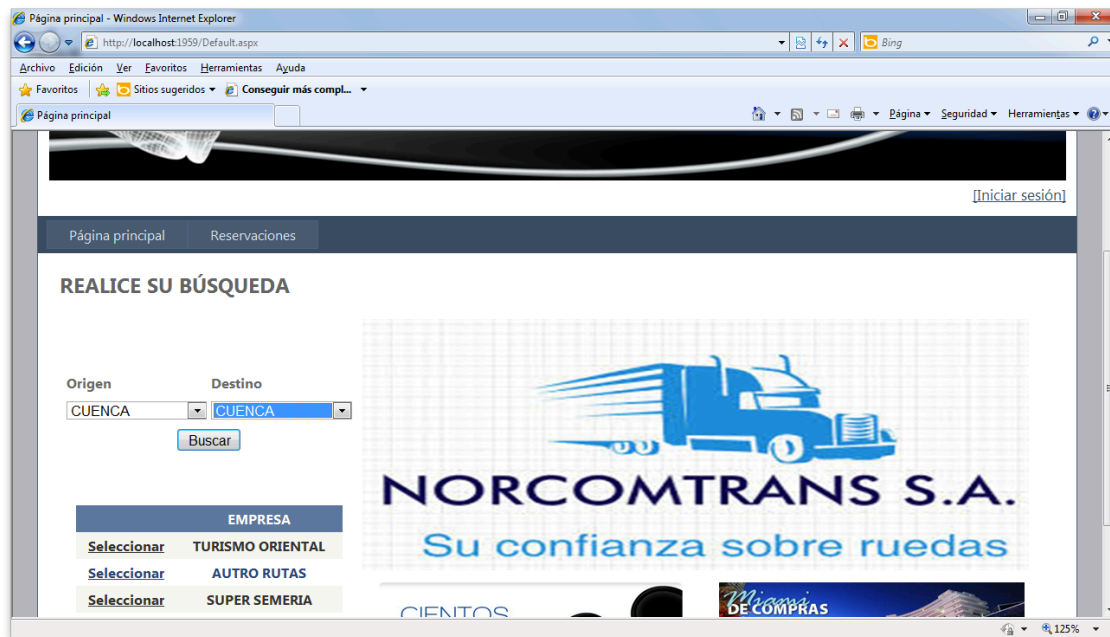 Página principal - Windows Internet Explorer
http://localhost:1959/Default.aspx
Bing
Archivo Edición Ver Favoritos Herramientas Ayuda
Favoritos Sitios sugeridos Conseguir más compl...
Página principal Página Seguridad Herramientas
[Iniciar sesión]
Página principal Reservaciones
REALICE SU BÚSQUEDA
Origen Destino
CUENCA CUENCA
Buscar
NORCOMTRANS S.A.
Su confianza sobre ruedas
EMPRESA
Seleccionar TURISMO ORIENTAL
Seleccionar AUTRO RUTAS
Seleccionar SUPER SEMERIA
CIENTOS
Miami
DE COMPRAS
125%